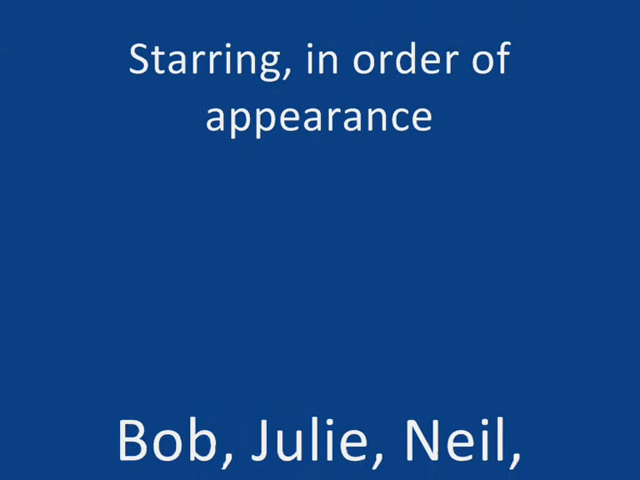 Starring, in order of
appearance
Bob, Julie, Neil,